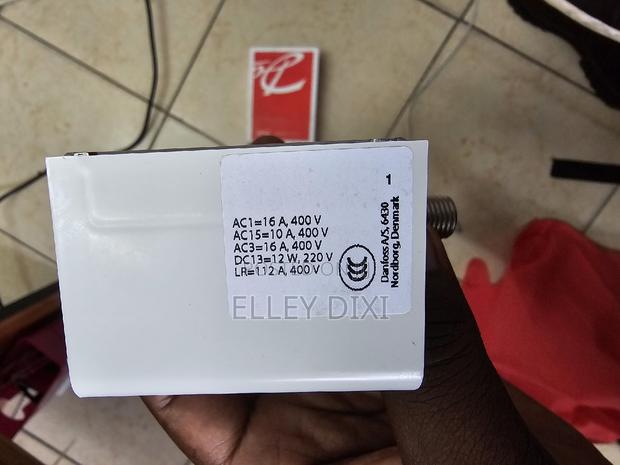 AC1=16 A, 400 V
AC15=10 A, 400 V
AC3=16 A, 400 V
DC13=12 W, 220 V
LR=112 A, 400 V
CCC
Danfoss A/S, 6430
Nordborg, Denmark
1
ELLEY DIXI